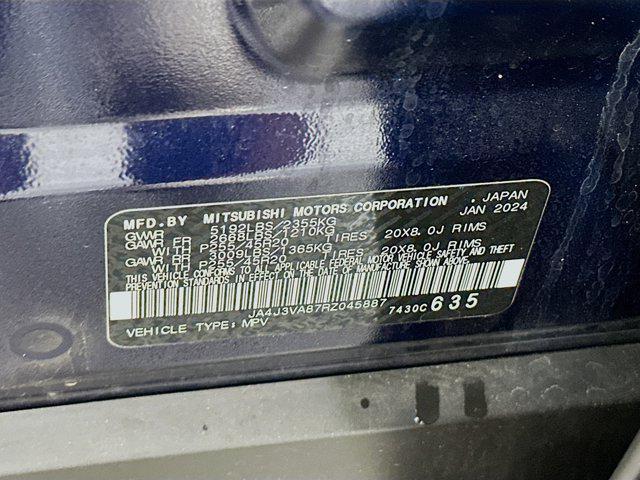 MFD.BY MITSUBISHI MOTORS CORPORATION . JAPAN
GVWR 5192LBS/2355KG JAN 2024
GAWR FR 2668LBS/1210KG
WITH P255/45R20 TIRES 20X8.0J RIMS
GAWR RR 3009LBS/1365KG
WITH P255/45R20 TIRES 20X8.0J RIMS
THIS VEHICLE CONFORMS TO ALL APPLICABLE FEDERAL MOTOR VEHICLE SAFETY AND THEFT
PREVENTION STANDARDS IN EFFECT ON THE DATE OF MANUFACTURE SHOWN ABOVE.
JA4J3VA87RZ045887 7430C 635
VEHICLE TYPE: MPV